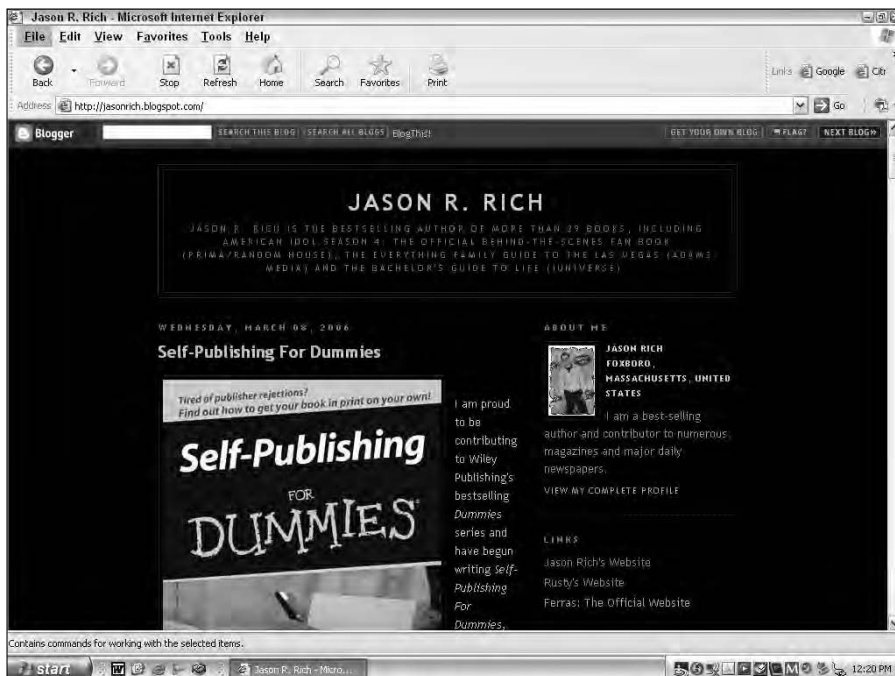 Jason R. Rich - Microsoft Internet Explorer
File Edit View Favorites Tools Help
Back Forward Stop Refresh Home Search Favorites Print
Links Google Citr
Address http://jasonrich.blogspot.com/ Go
Blogger SEARCH THIS BLOG SEARCH ALL BLOGS BlogThis! GET YOUR OWN BLOG FLAG? NEXT BLOG»
JASON R. RICH
JASON R. RICH IS THE BESTSELLING AUTHOR OF MORE THAN 29 BOOKS, INCLUDING
AMERICAN IDOL SEASON 4: THE OFFICIAL BEHIND-THE-SCENES FAN BOOK
(PRIMA/RANDOM HOUSE), THE EVERYTHING FAMILY GUIDE TO THE LAS VEGAS (ADAMS
MEDIA) AND THE BACHELOR'S GUIDE TO LIFE (IUNIVERSE)
WEDNESDAY, MARCH 08, 2006
Self-Publishing For Dummies
Tired of publisher rejections?
Find out how to get your book in print on your own!
Self-Publishing
FOR
DUMMIES
I am proud
to be
contributing
to Wiley
Publishing's
bestselling
Dummies
series and
have begun
writing Self-
Publishing
For
Dummies,
ABOUT ME
JASON RICH
FOXBORO,
MASSACHUSETTS, UNITED
STATES
I am a best-selling
author and contributor to numerous
magazines and major daily
newspapers.
VIEW MY COMPLETE PROFILE
LINKS
Jason Rich's Website
Rusty's Website
Ferras: The Official Website
Contains commands for working with the selected items.
start Jason R. Rich - Micro... 12:20 PM